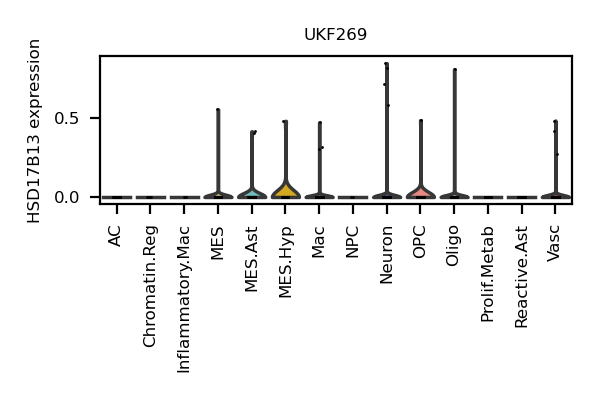 UKF269
HSD17B13 expression
0.5
0.0
AC
Chromatin.Reg
Inflammatory.Mac
MES
MES.Ast
MES.Hyp
Mac
NPC
Neuron
OPC
Oligo
Prolif.Metab
Reactive.Ast
Vasc